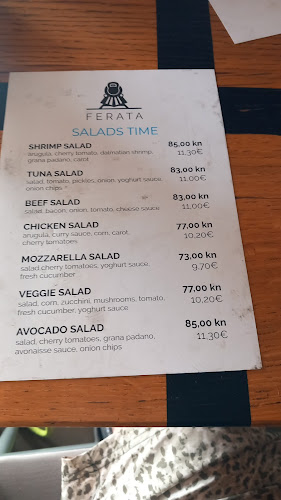 FERATA
SALADS TIME
SHRIMP SALAD 85,00 kn
arugula, cherry tomato, dalmatian shrimp, 11,30€
grana padano, carot
TUNA SALAD 83,00 kn
salad, tomato, pickles, onion, yoghurt sauce, 11,00€
onion chips
BEEF SALAD 83,00 kn
salad, bacon, onion, tomato, cheese sauce 11,00€
CHICKEN SALAD 77,00 kn
arugula, curry sauce, corn, carot, 10,20€
cherry tomatoes
MOZZARELLA SALAD 73,00 kn
salad,cherry tomatoes, yoghurt sauce, 9,70€
fresh cucumber
VEGGIE SALAD 77,00 kn
salad, corn, zucchini, mushrooms, tomato, 10,20€
fresh cucumber, yoghurt sauce
AVOCADO SALAD 85,00 kn
salad, cherry tomatoes, grana padano, 11,30€
avonaisse sauce, onion chips